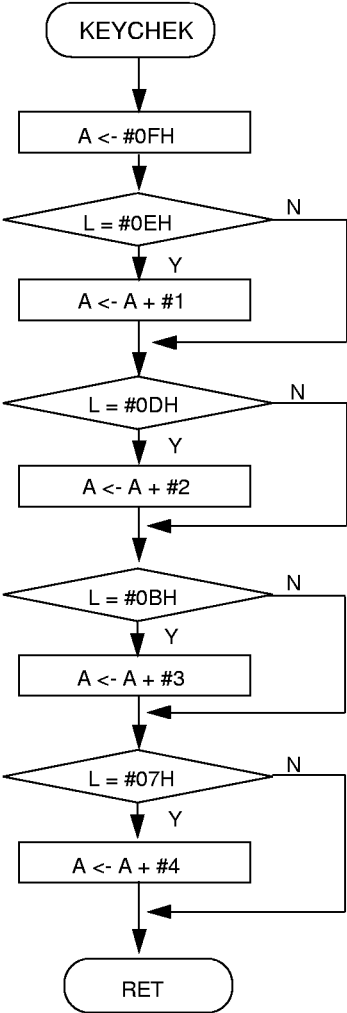 KEYCHEK
A <- #0FH
L = #0EH
N
Y
A <- A + #1
L = #0DH
N
Y
A <- A + #2
L = #0BH
N
Y
A <- A + #3
L = #07H
N
Y
A <- A + #4
RET